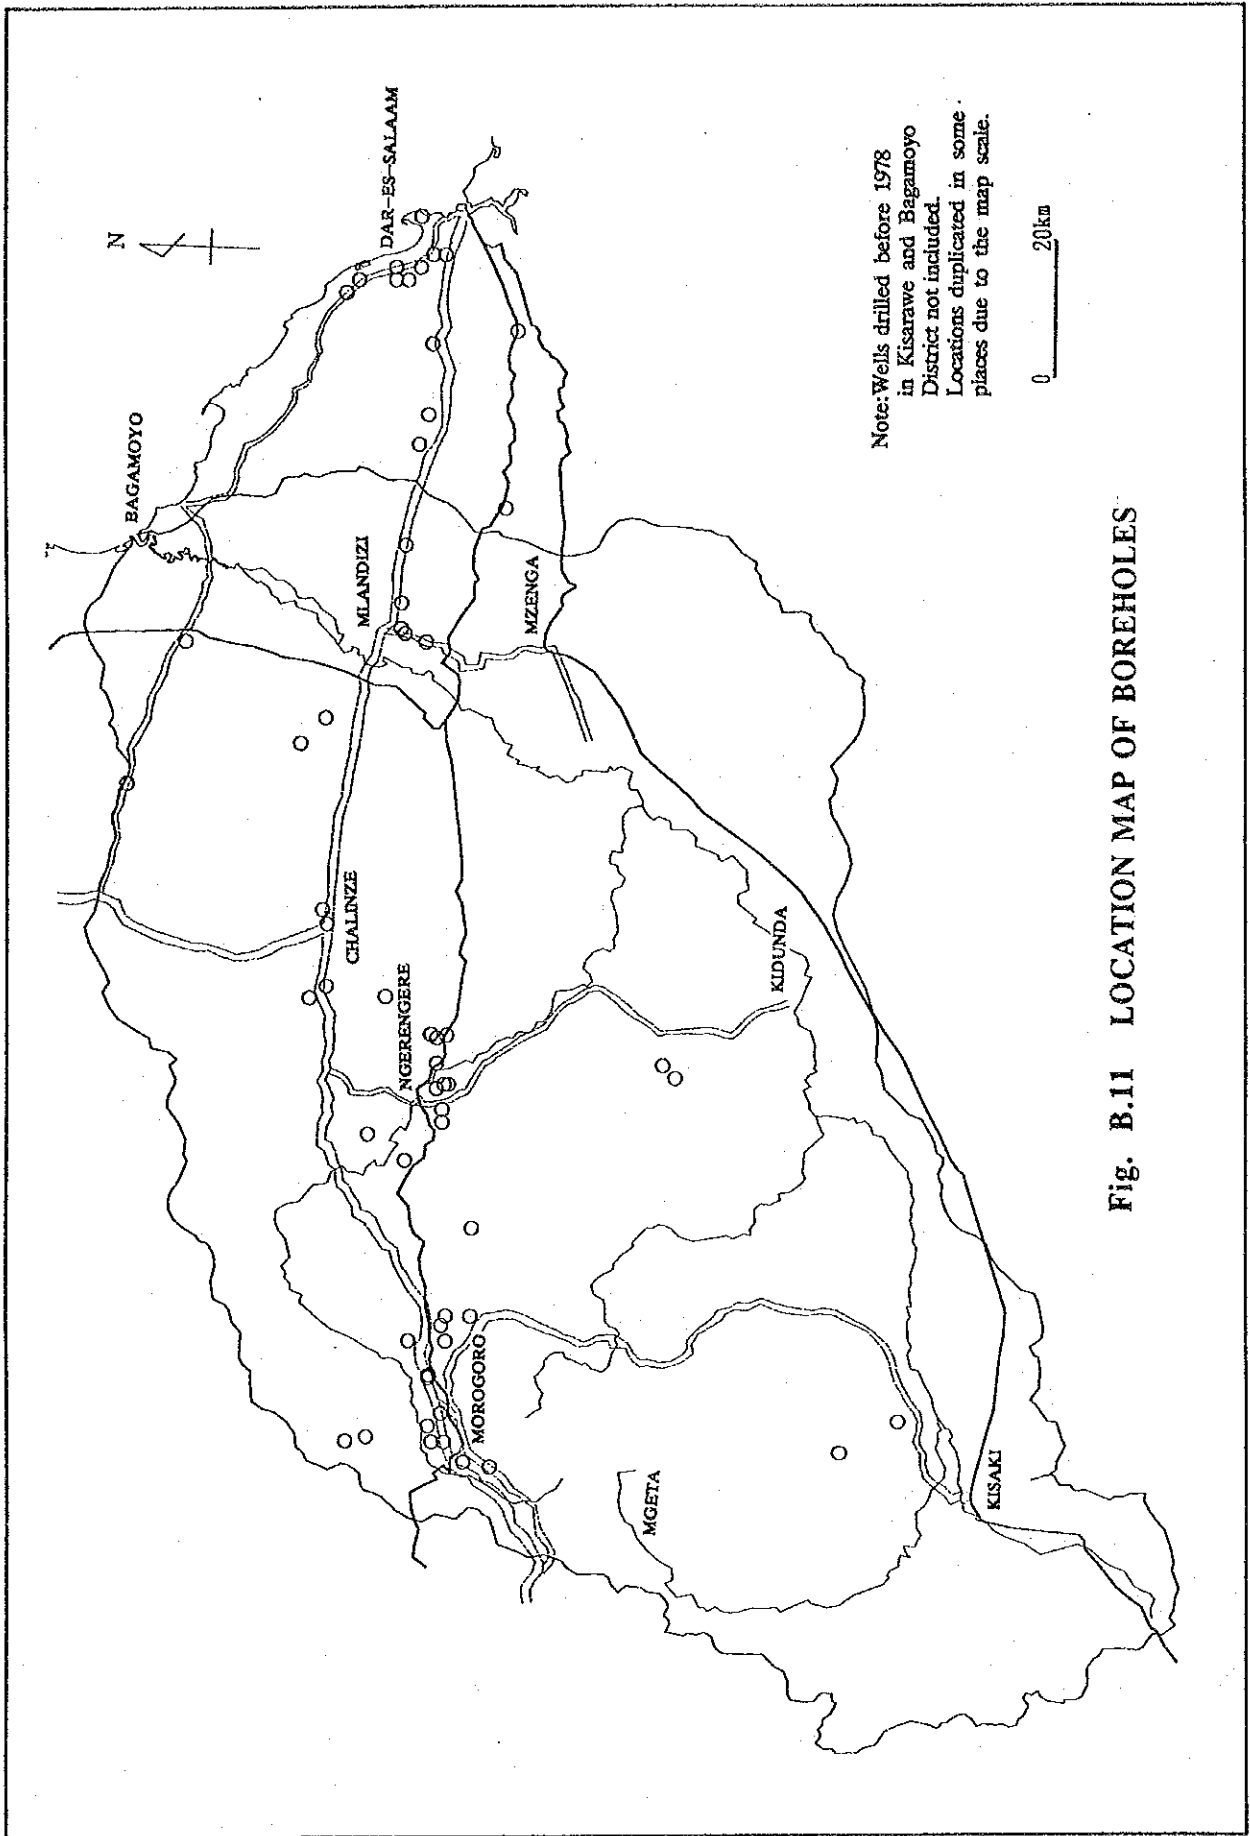 N
BAGAMOYO
DAR-ES-SALAAM
MLANDIZI
CHALINZE
MZENGA
NGERENGERE
KIDUNDA
MOROGORO
MGETA
KISAKI
Note:Wells drilled before 1978
in Kisarawe and Bagamoyo
District not included.
Locations duplicated in some
places due to the map scale.
0 20km
Fig. B.11 LOCATION MAP OF BOREHOLES